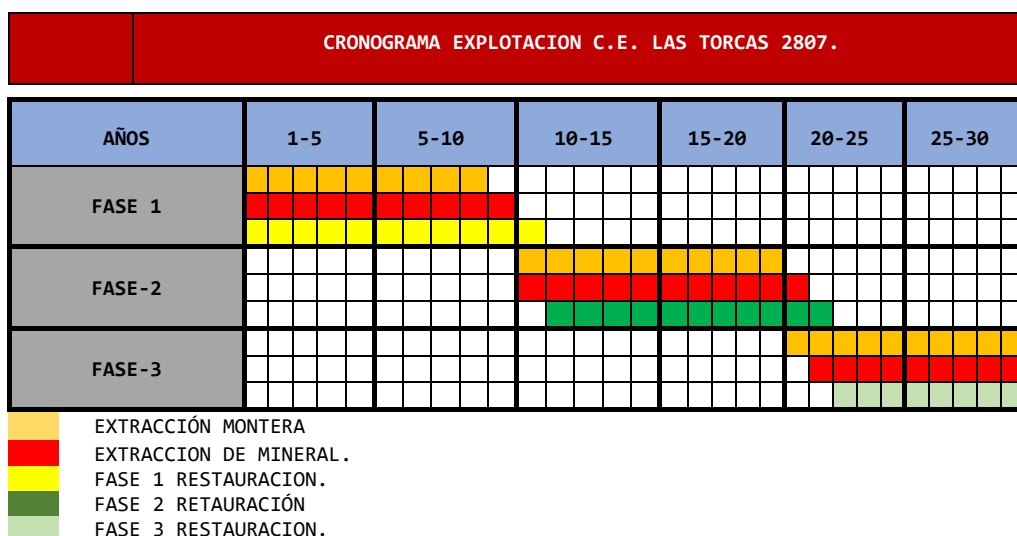 CRONOGRAMA EXPLOTACION C.E. LAS TORCAS 2807.
AÑOS 1-5 5-10 10-15 15-20 20-25 25-30
FASE 1
FASE-2
FASE-3
EXTRACCIÓN MONTERA
EXTRACCION DE MINERAL.
FASE 1 RESTAURACION.
FASE 2 RETAURACIÓN
FASE 3 RESTAURACION.